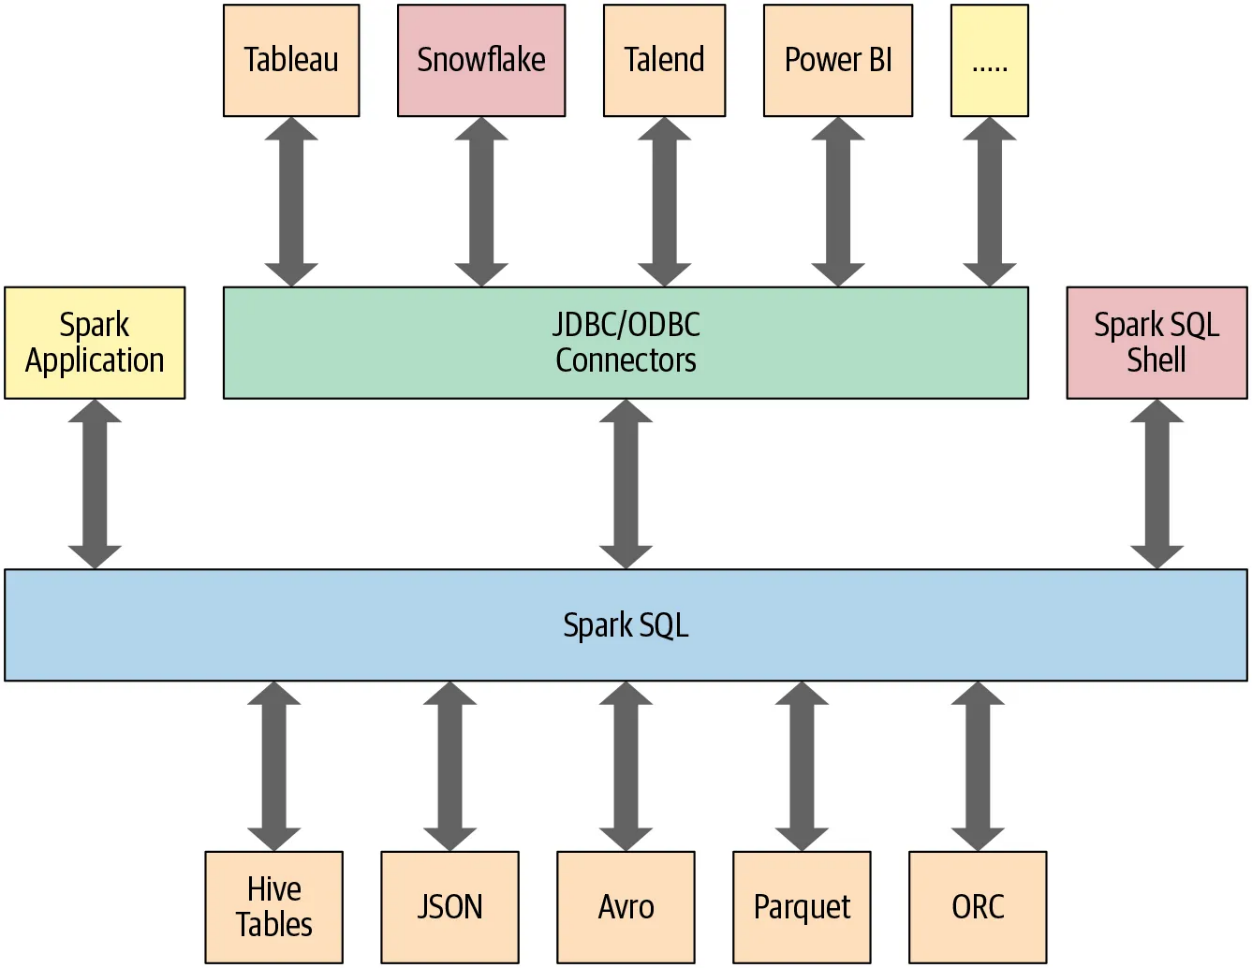 Tableau
Snowflake
Talend
Power BI
.....
Spark
Application
JDBC/ODBC
Connectors
Spark SQL
Shell
Spark SQL
Hive
Tables
JSON
Avro
Parquet
ORC